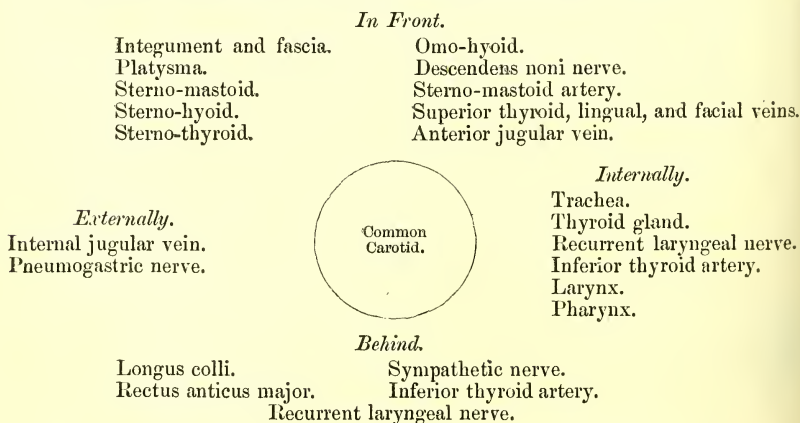 In Front.
Integument and fascia.
Platysma.
Sterno-mastoid.
Sterno-hyoid.
Sterno-thyroid.
Omo-hyoid.
Descendens noni nerve.
Sterno-mastoid artery.
Superior thyroid, lingual, and facial veins.
Anterior jugular vein.
Externally.
Internal jugular vein.
Pneumogastric nerve.
Common
Carotid.
Internally.
Trachea.
Thyroid gland.
Recurrent laryngeal nerve.
Inferior thyroid artery.
Larynx.
Pharynx.
Behind.
Longus colli.
Rectus anticus major.
Sympathetic nerve.
Inferior thyroid artery.
Recurrent laryngeal nerve.